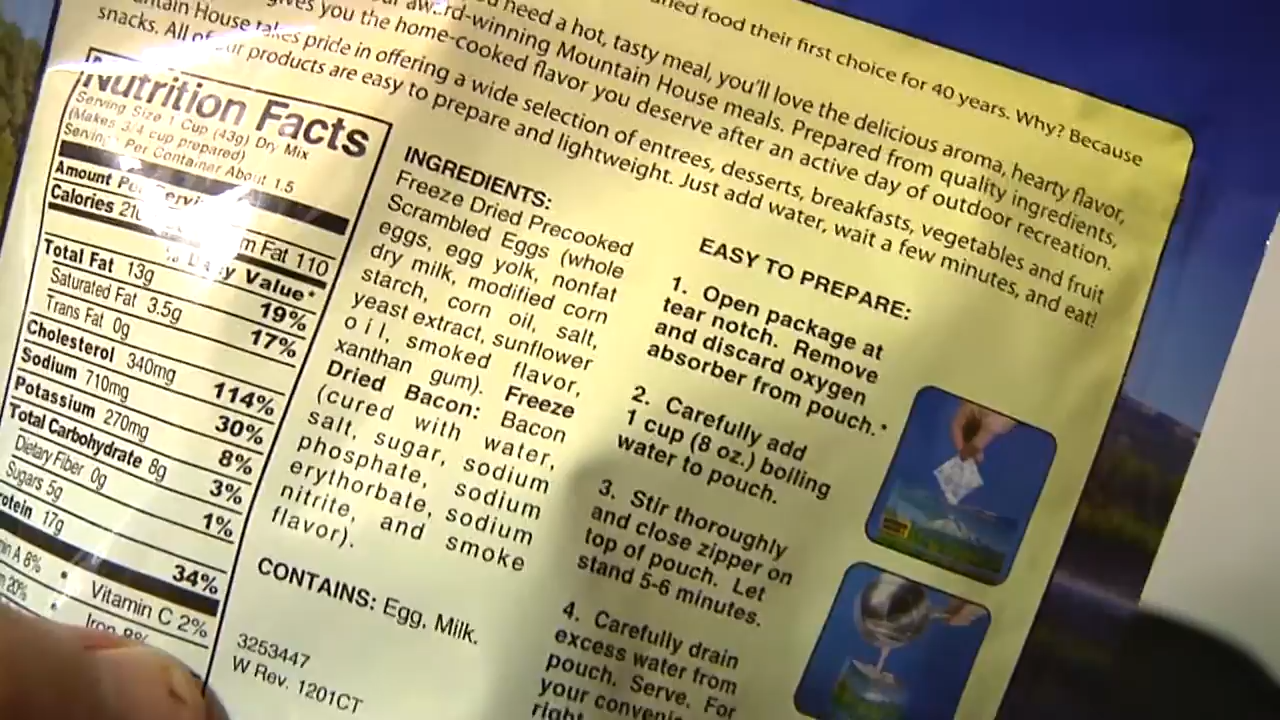 food their first choice for 40 years. Why? Because
need a hot, tasty meal, you'll love the delicious aroma, hearty flavor,
award-winning Mountain House meals. Prepared from quality ingredients,
gives you the home-cooked flavor you deserve after an active day of outdoor recreation.
House takes pride in offering a wide selection of entrees, desserts, breakfasts, vegetables and fruit
snacks. All of our products are easy to prepare and lightweight. Just add water, wait a few minutes, and eat!
Nutrition Facts
Serving Size 1 Cup (43g) Dry Mix
(Makes 3/4 cup prepared)
Servings Per Container About 1.5
Amount Per Serving
Calories 210
Fat 110
% Daily Value*
Total Fat 13g 19%
Saturated Fat 3.5g 17%
Trans Fat 0g
Cholesterol 340mg 114%
Sodium 710mg 30%
Potassium 270mg 8%
Total Carbohydrate 8g 3%
Dietary Fiber 0g 1%
Sugars 5g
17g 34%
A 8% • Vitamin C 2%
20% • Iron 8%
INGREDIENTS:
Freeze Dried Precooked
Scrambled Eggs (whole
eggs, egg yolk, nonfat
dry milk, modified corn
starch, corn oil, salt,
yeast extract, sunflower
oil, smoked flavor,
xanthan gum). Freeze
Dried Bacon: Bacon
(cured with water,
salt, sugar, sodium
phosphate, sodium
erythorbate, sodium
nitrite, and smoke
flavor).
CONTAINS: Egg, Milk.
3253447
W Rev. 1201CT
EASY TO PREPARE:
1. Open package at
tear notch. Remove
and discard oxygen
absorber from pouch.*
2. Carefully add
1 cup (8 oz.) boiling
water to pouch.
3. Stir thoroughly
and close zipper on
top of pouch. Let
stand 5-6 minutes.
4. Carefully drain
excess water from
pouch. Serve. For
your
right